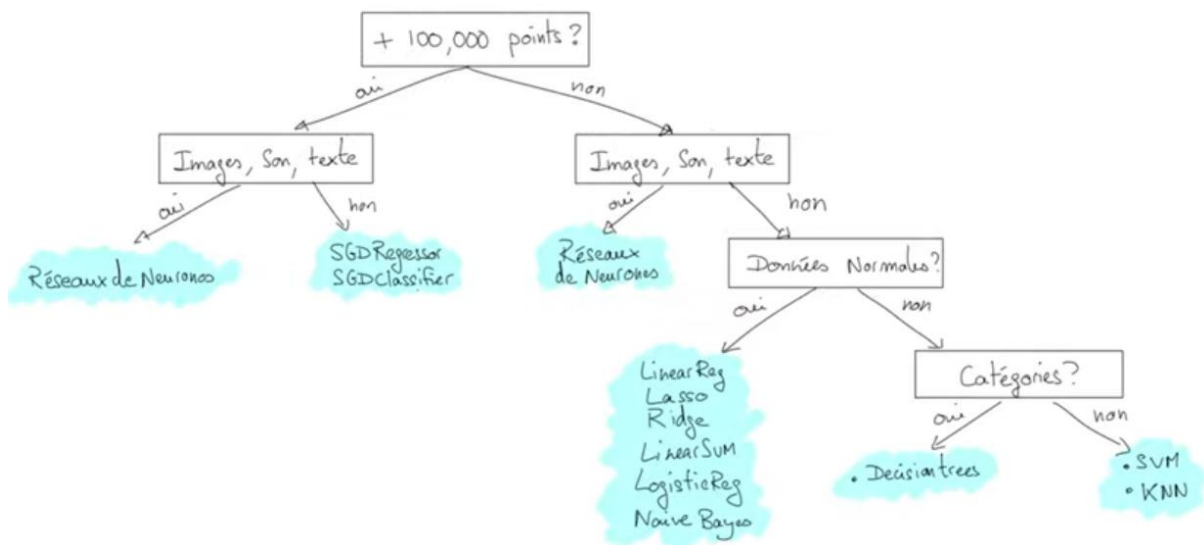 + 100,000 points?
oui
non
Images, Son, texte
Images, Son, texte
oui
non
oui
non
Réseaux de Neurones
SGDRegressor
SGDClassifier
Réseaux
de Neurones
Données Normales?
oui
non
LinearReg
Lasso
Ridge
LinearSVM
LogisticReg
Naive Bayes
Catégories?
oui
non
• Decision trees
• SVM
• KNN